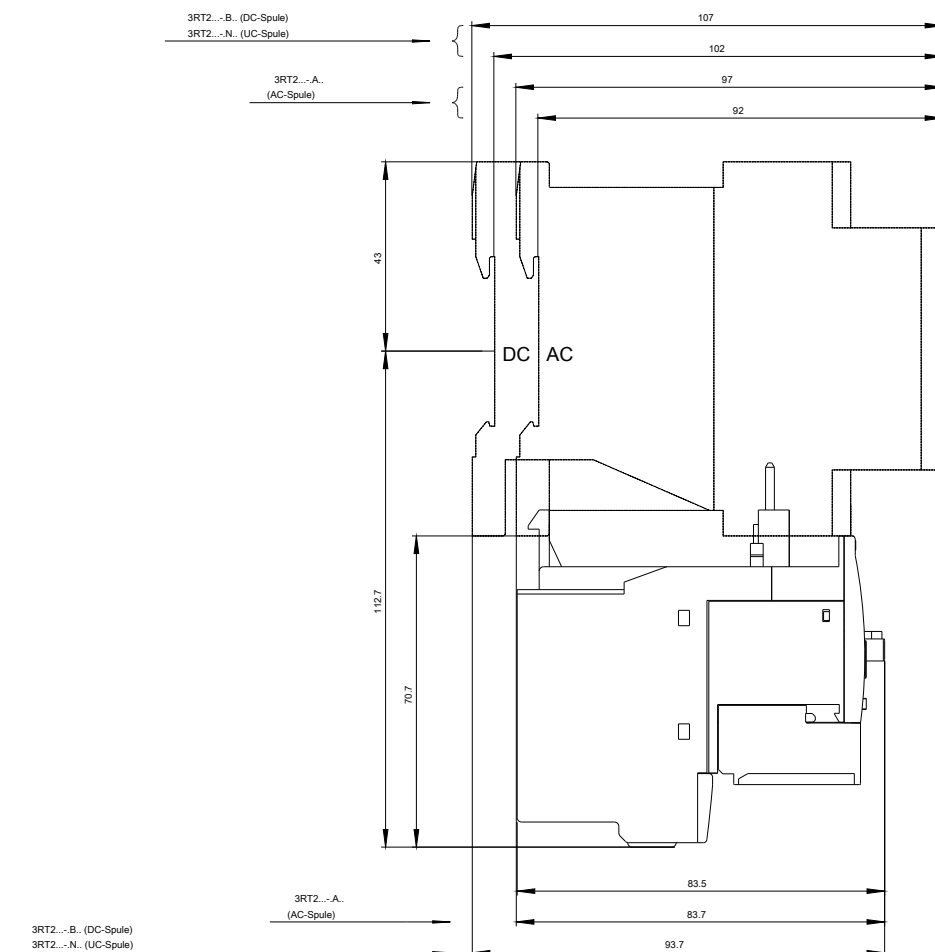 3RT2...-.B.. (DC-Spule)
3RT2...-.N.. (UC-Spule)
107
102
3RT2...-.A..
(AC-Spule)
97
92
43
DC AC
112.7
70.7
83.5
3RT2...-.A..
(AC-Spule)
83.7
3RT2...-.B.. (DC-Spule)
3RT2...-.N.. (UC-Spule)
93.7